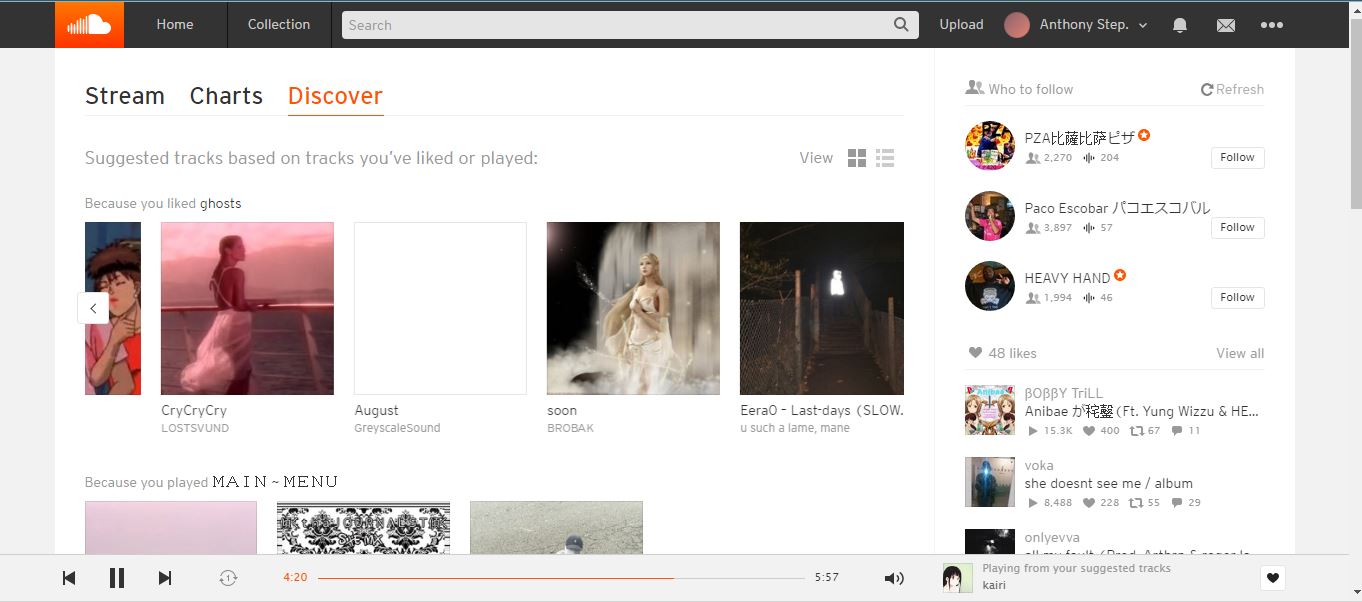 Home
Collection
Search
Upload
Anthony Step.
Stream
Charts
Discover
Suggested tracks based on tracks you've liked or played:
View
Because you liked ghosts
CryCryCry
LOSTSVUND
August
GreyscaleSound
soon
BROBAK
EeraO - Last-days (SLOW.
u such a lame, mane
Because you played ＭＡＩＮ~ＭＥＮＵ
Who to follow
Refresh
PZA比薩比萨ピザ
2,270 204
Follow
Paco Escobar パコエスコバル
3,897 57
Follow
HEAVY HAND
1,994 46
Follow
48 likes
View all
βOββY TriLL
Anibae が (Ft. Yung Wizzu & HE...
15.3K 400 67 11
voka
she doesnt see me / album
8,488 228 55 29
onlyevva
all my fault (Prod.
1
4:20
5:57
Playing from your suggested tracks
kairi